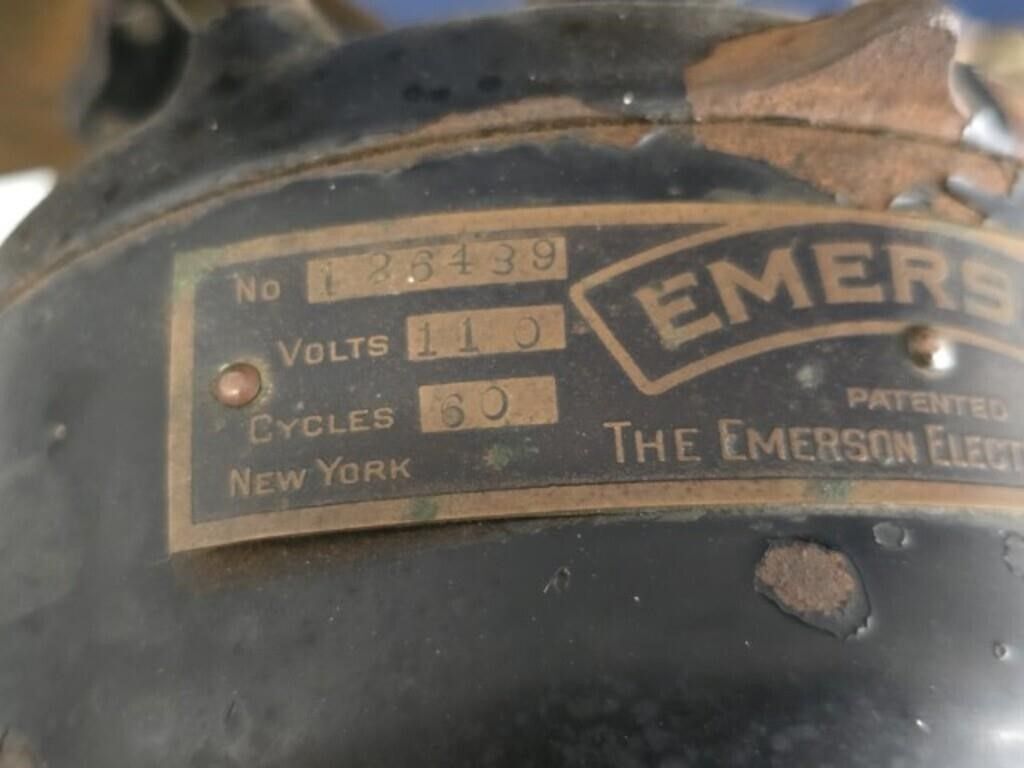 No 126439
VOLTS 110
CYCLES 60
NEW YORK
EMERS
PATENTED
THE EMERSON ELECT